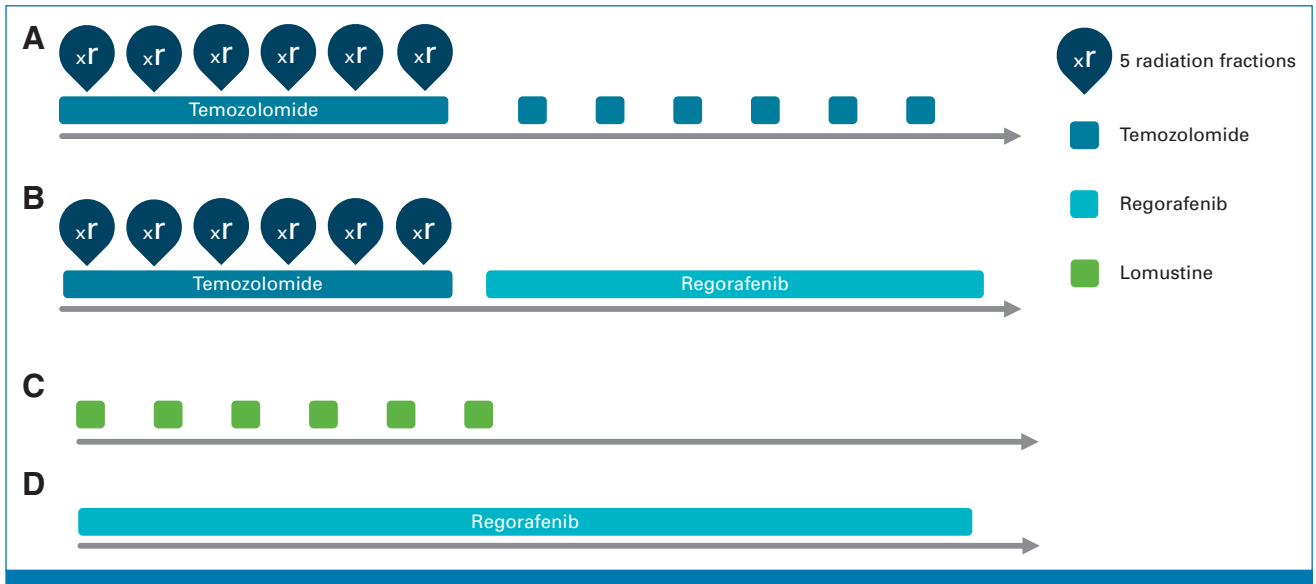 A
xr xr xr xr xr xr
Temozolomide
B
xr xr xr xr xr xr
Temozolomide Regorafenib
C
D
Regorafenib
xr 5 radiation fractions
Temozolomide
Regorafenib
Lomustine